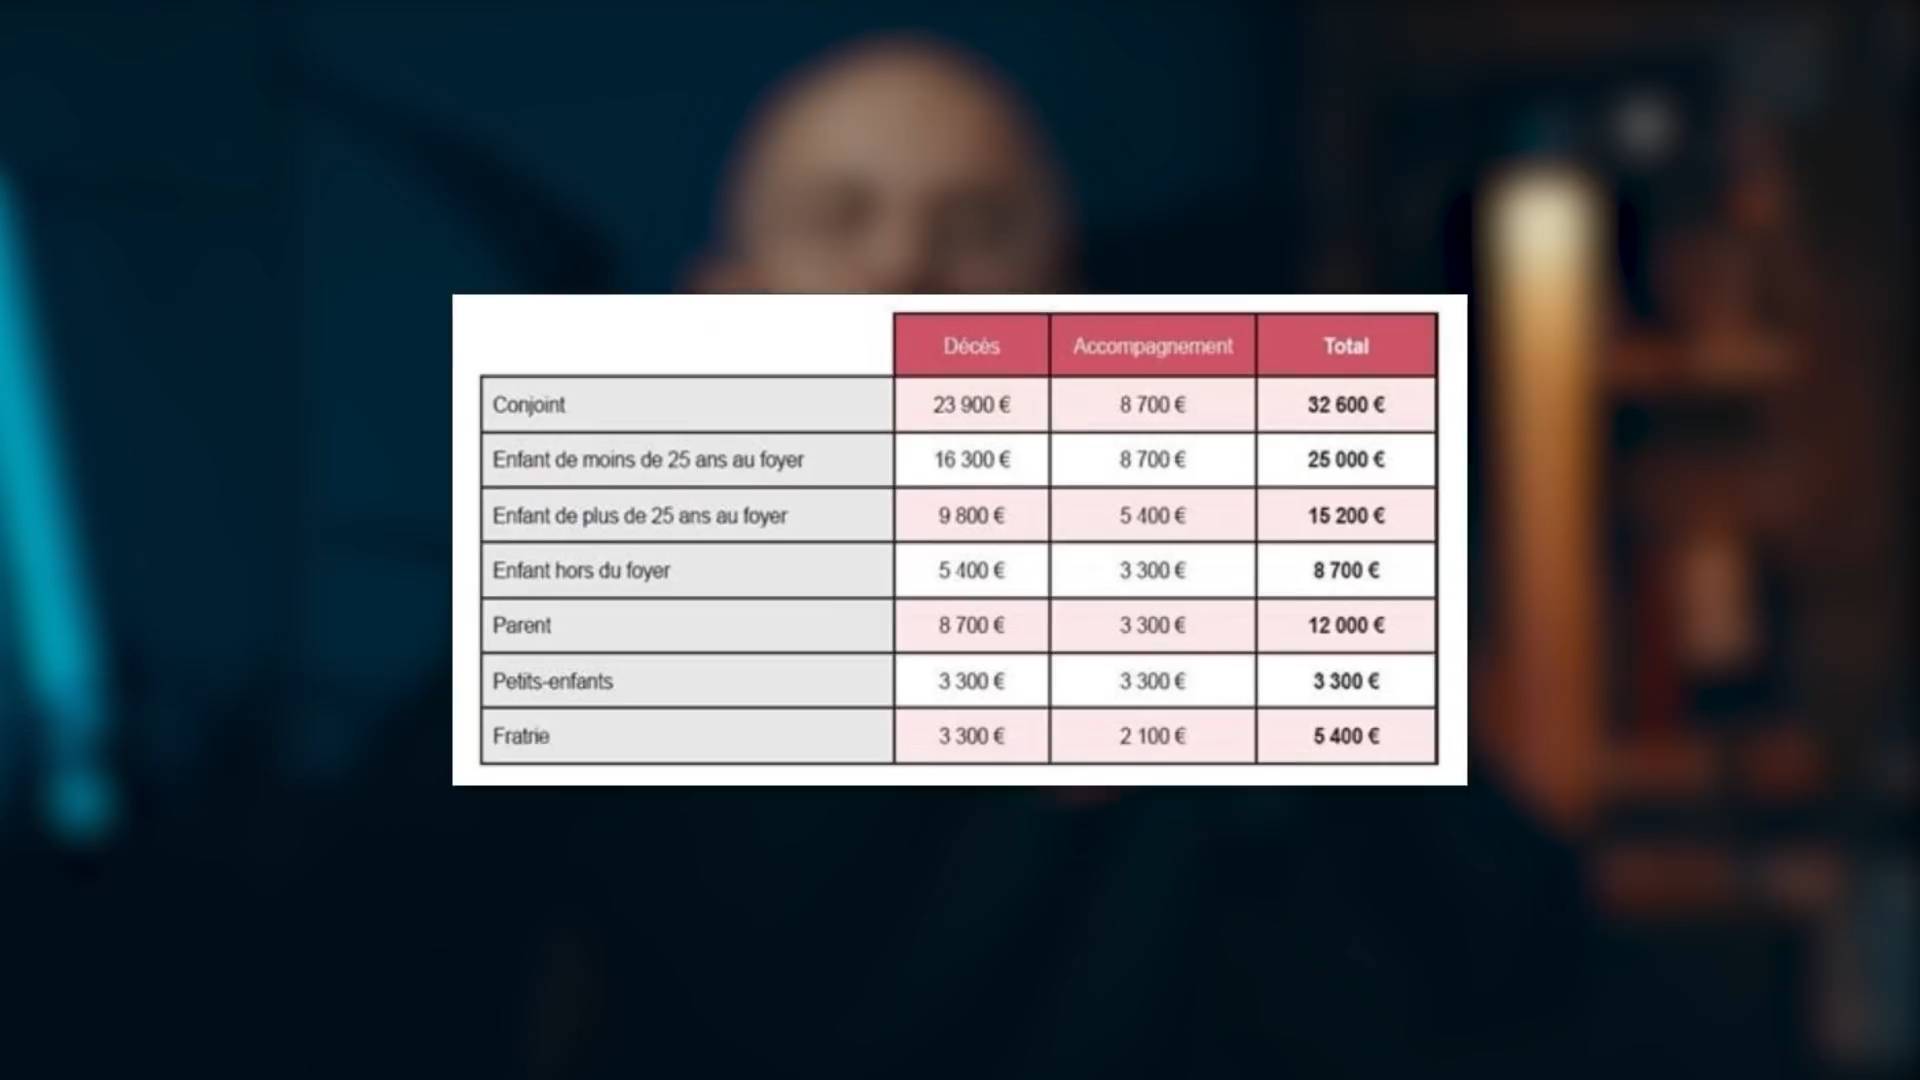 Décès Accompagnement Total
Conjoint 23 900 € 8 700 € 32 600 €
Enfant de moins de 25 ans au foyer 16 300 € 8 700 € 25 000 €
Enfant de plus de 25 ans au foyer 9 800 € 5 400 € 15 200 €
Enfant hors du foyer 5 400 € 3 300 € 8 700 €
Parent 8 700 € 3 300 € 12 000 €
Petits-enfants 3 300 € 3 300 € 3 300 €
Fratrie 3 300 € 2 100 € 5 400 €